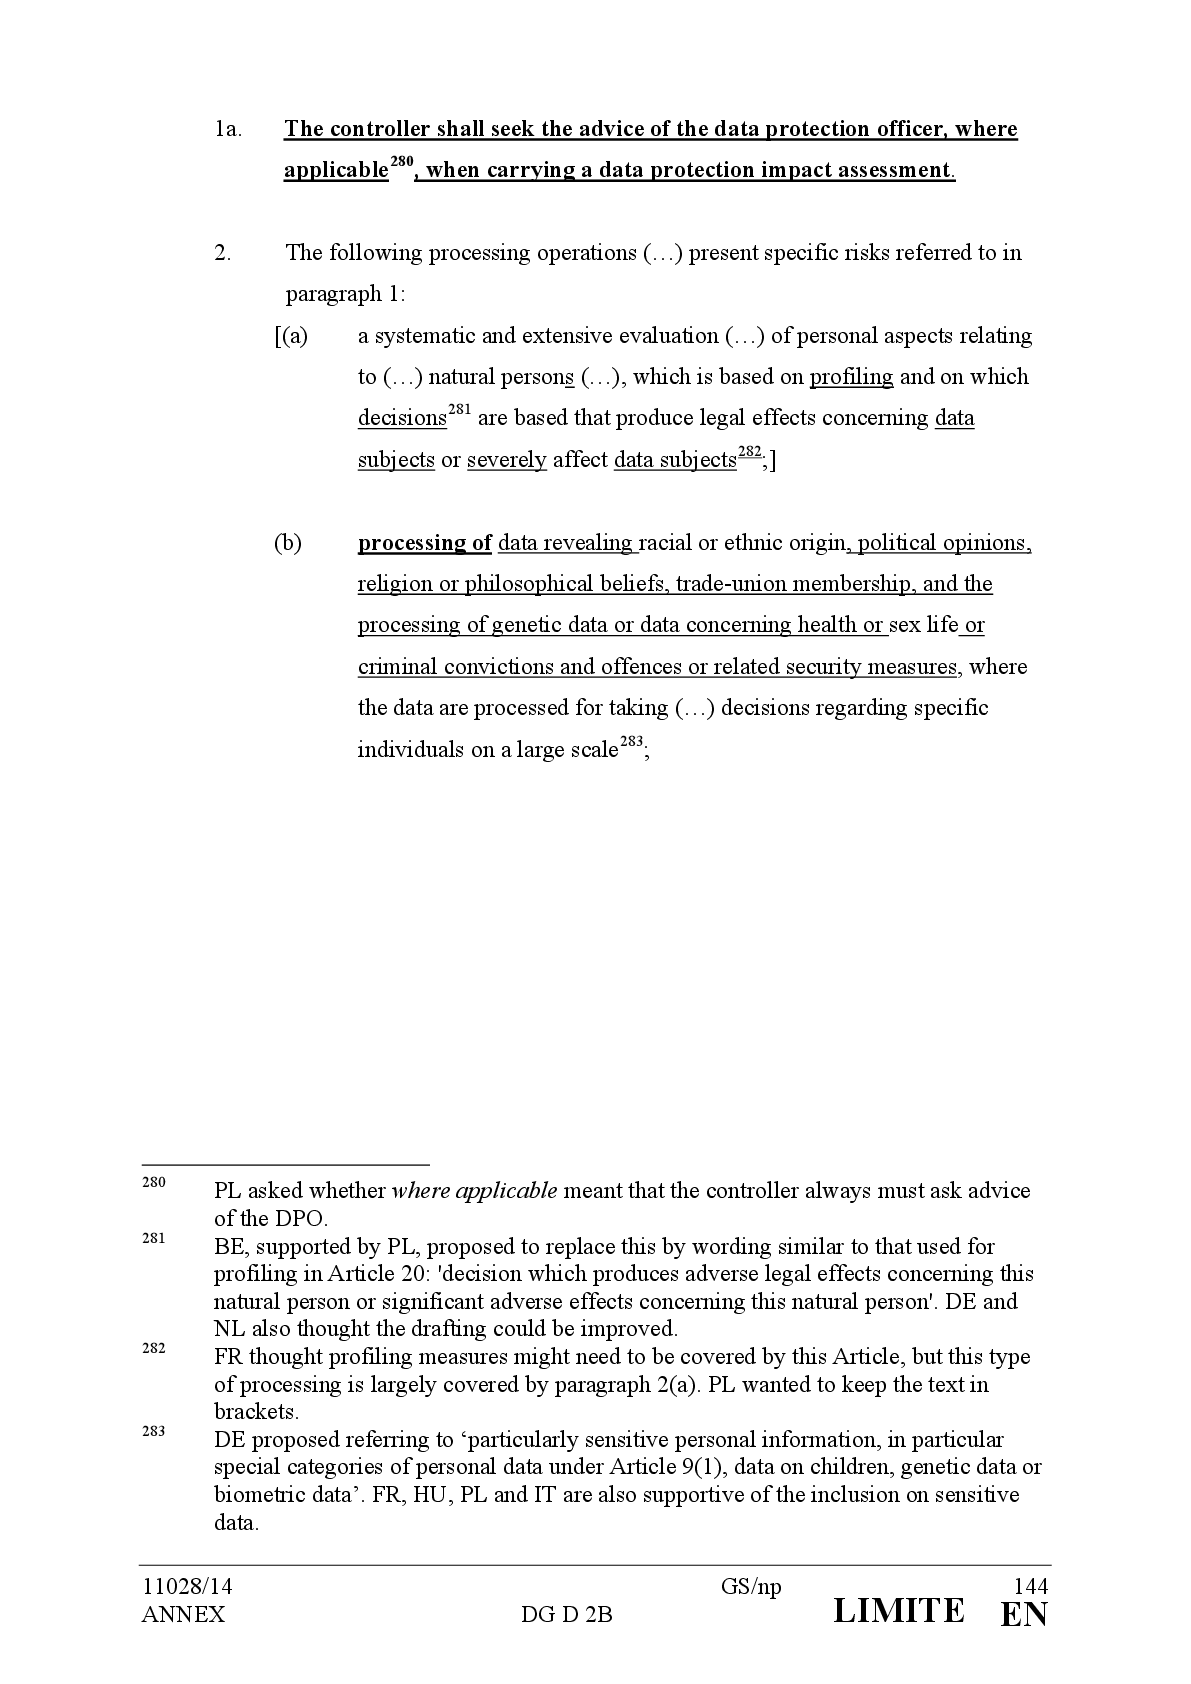 1a. The controller shall seek the advice of the data protection officer, where
applicable280, when carrying a data protection impact assessment.
2. The following processing operations (…) present specific risks referred to in
paragraph 1:
[(a) a systematic and extensive evaluation (…) of personal aspects relating
to (…) natural persons (…), which is based on profiling and on which
decisions281 are based that produce legal effects concerning data
subjects or severely affect data subjects282;]
(b) processing of data revealing racial or ethnic origin, political opinions,
religion or philosophical beliefs, trade-union membership, and the
processing of genetic data or data concerning health or sex life or
criminal convictions and offences or related security measures, where
the data are processed for taking (…) decisions regarding specific
individuals on a large scale283;
280 PL asked whether where applicable meant that the controller always must ask advice
of the DPO.
281 BE, supported by PL, proposed to replace this by wording similar to that used for
profiling in Article 20: 'decision which produces adverse legal effects concerning this
natural person or significant adverse effects concerning this natural person'. DE and
NL also thought the drafting could be improved.
282 FR thought profiling measures might need to be covered by this Article, but this type
of processing is largely covered by paragraph 2(a). PL wanted to keep the text in
brackets.
283 DE proposed referring to ‘particularly sensitive personal information, in particular
special categories of personal data under Article 9(1), data on children, genetic data or
biometric data’. FR, HU, PL and IT are also supportive of the inclusion on sensitive
data.
11028/14 GS/np 144
ANNEX DG D 2B LIMITE EN